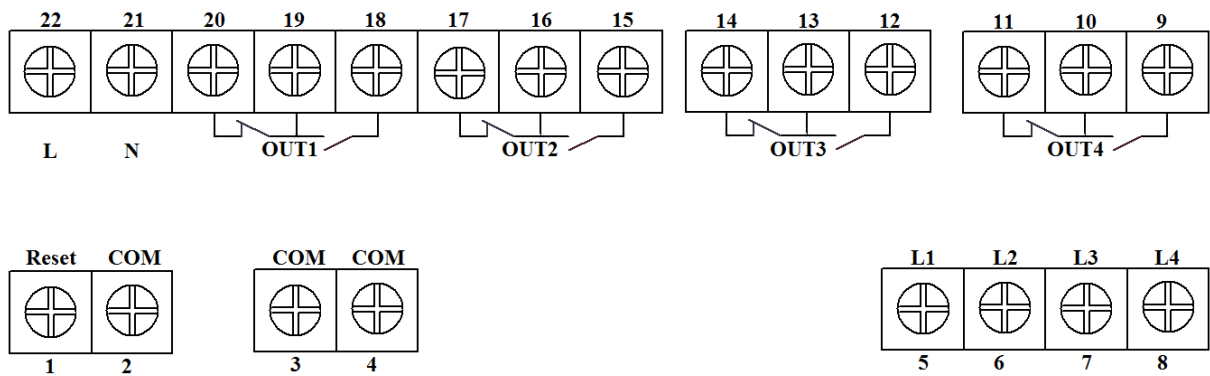 22 21 20 19 18 17 16 15 14 13 12 11 10 9
L N OUT1 OUT2 OUT3 OUT4
Reset COM COM COM L1 L2 L3 L4
1 2 3 4 5 6 7 8